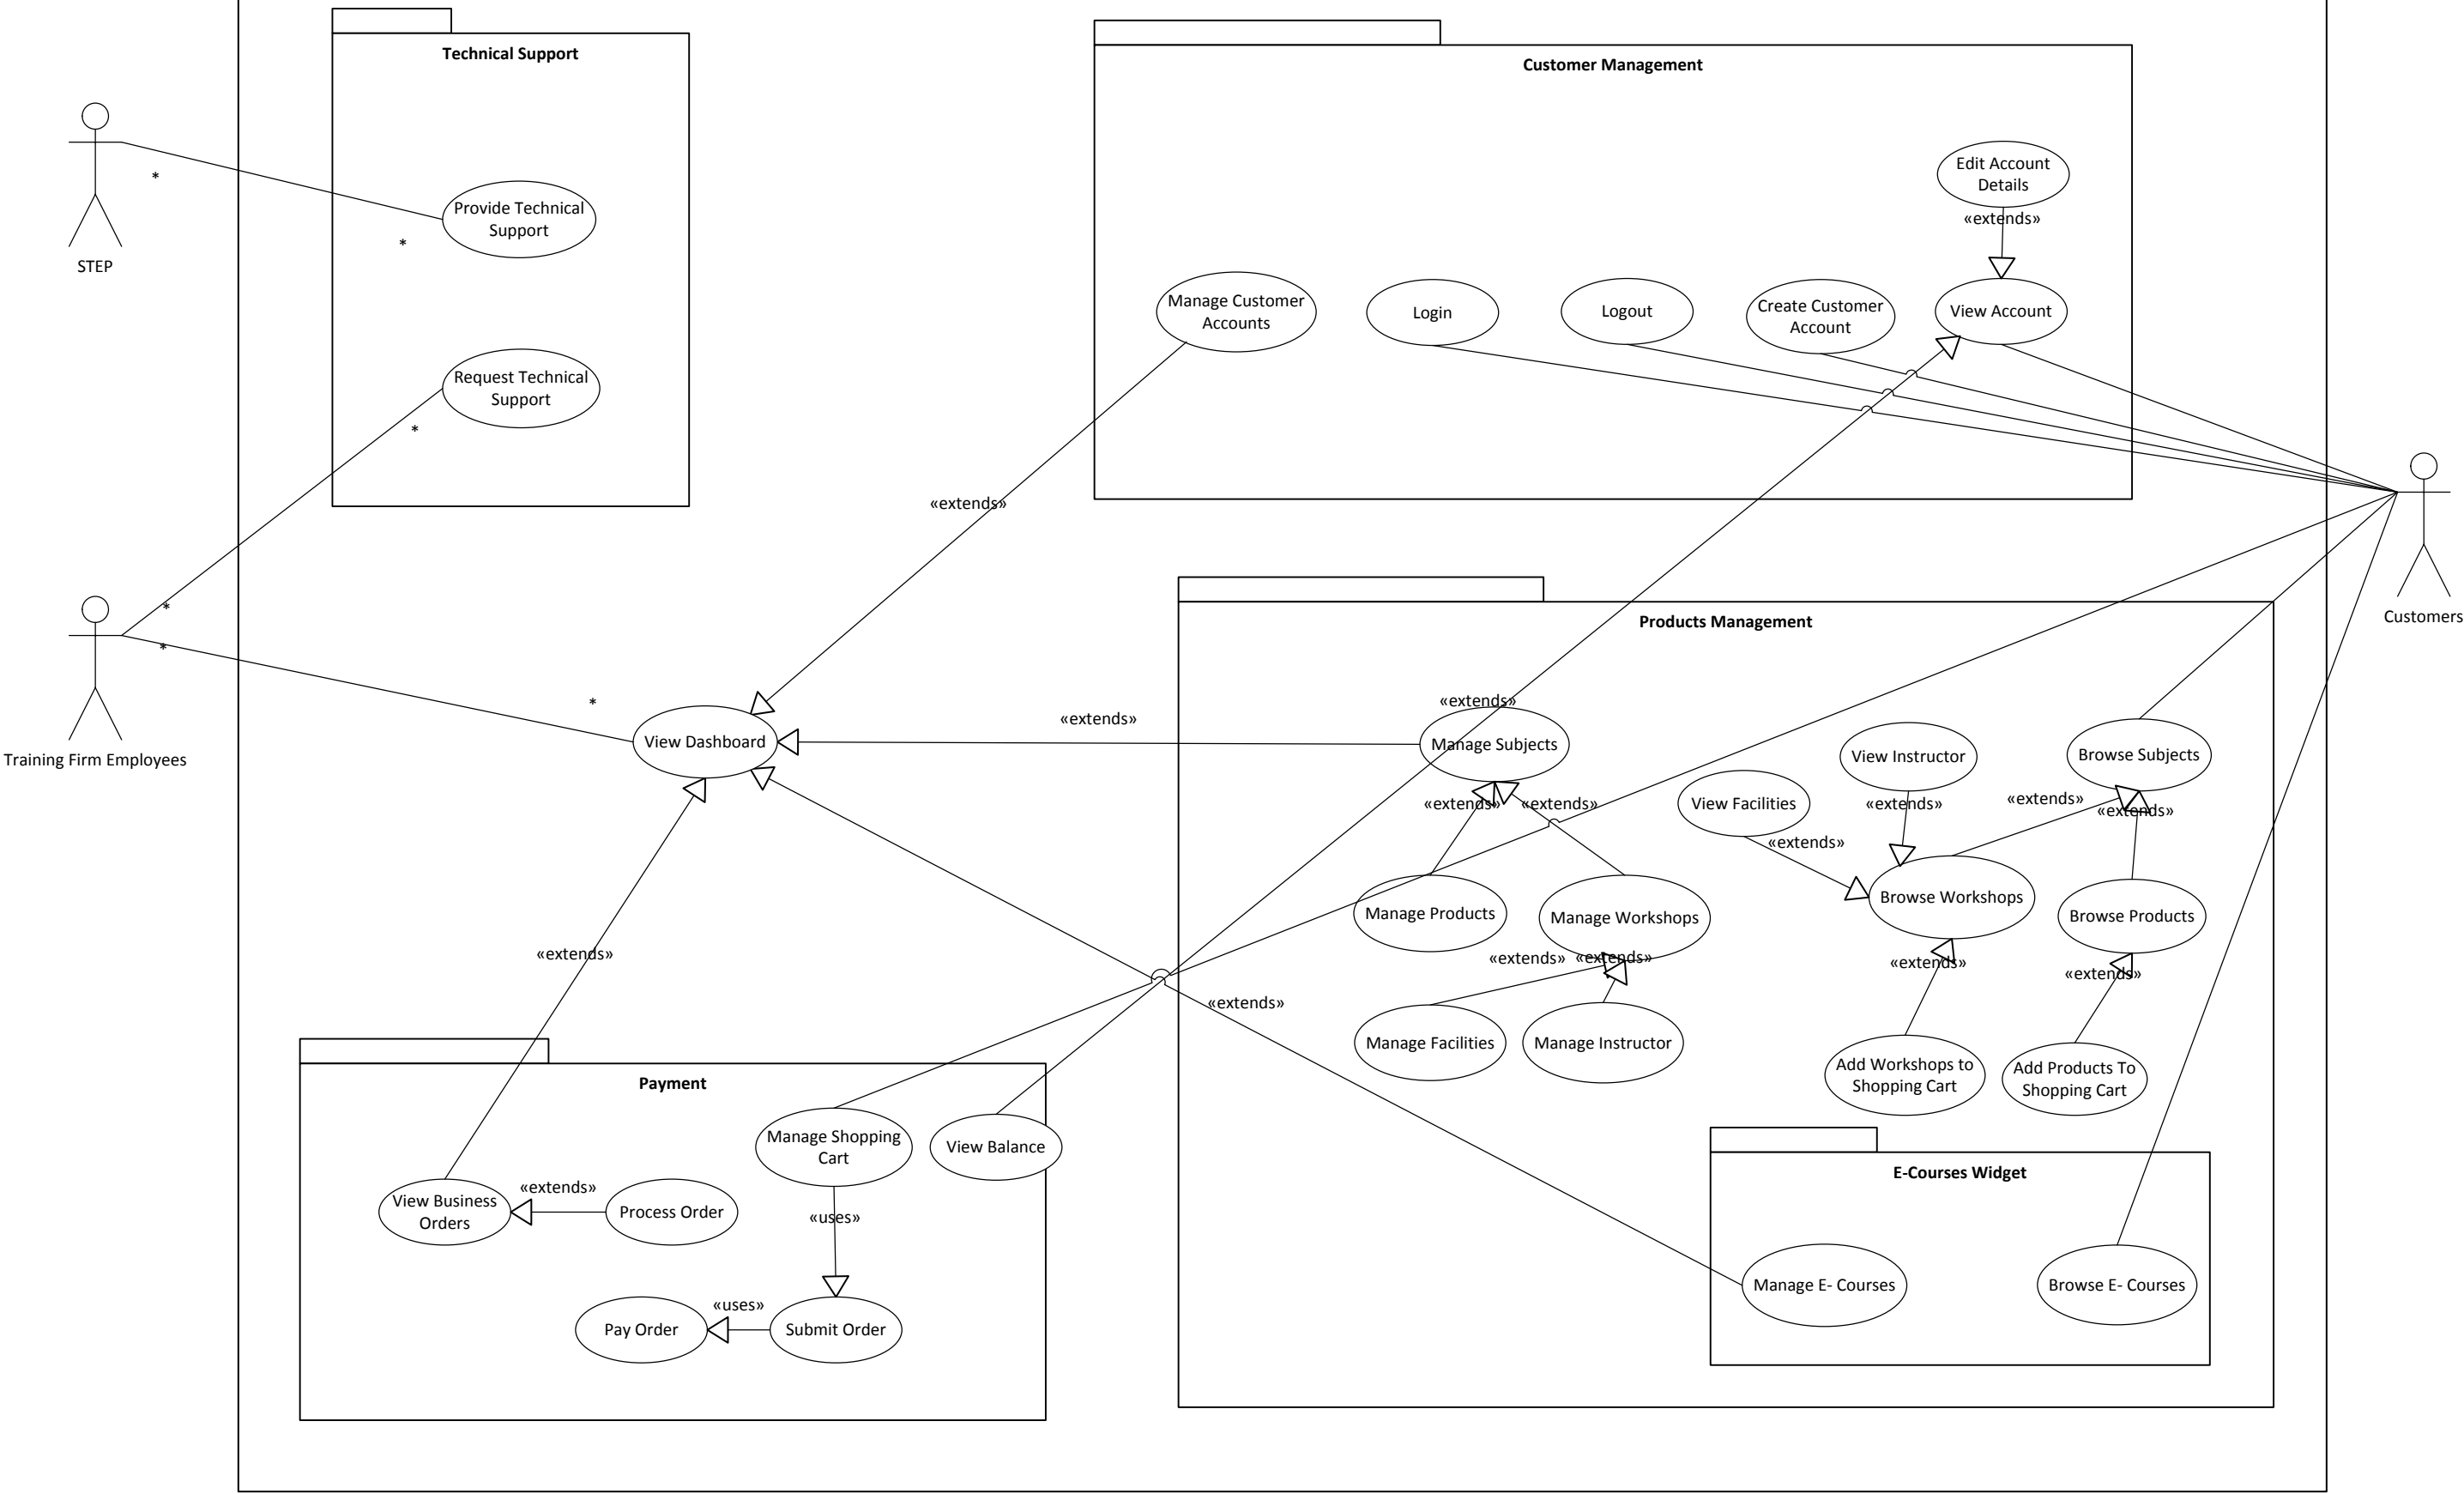 Technical Support
Customer Management
*
Provide Technical
Support
*
STEP
Edit Account
Details
«extends»
Manage Customer
Accounts
Login
Logout
Create Customer
Account
View Account
Request Technical
Support
*
«extends»
*
*
Training Firm Employees
*
View Dashboard
«extends»
Customers
Products Management
«extends»
Manage Subjects
View Instructor
Browse Subjects
View Facilities
«extends»
«extends»
«extends»
«extends»
«extends»
«extends»
Manage Products
Manage Workshops
Browse Workshops
Browse Products
«extends»
«extends»
«extends»
«extends»
«extends»
«extends»
Manage Facilities
Manage Instructor
Add Workshops to
Shopping Cart
Add Products To
Shopping Cart
Payment
Manage Shopping
Cart
View Balance
View Business
Orders
«extends»
Process Order
«uses»
Pay Order
«uses»
Submit Order
E-Courses Widget
Manage E- Courses
Browse E- Courses
«extends»